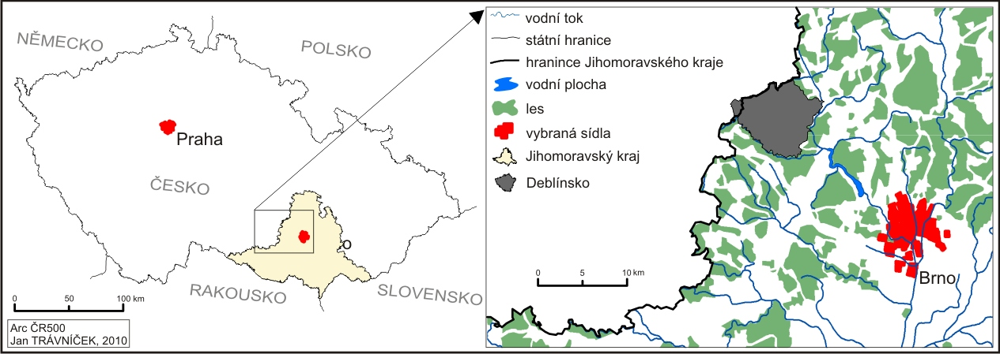 NĚMECKO
POLSKO
Praha
ČESKO
o
RAKOUSKO
SLOVENSKO
0 50 100 km
Arc ČR500
Jan TRÁVNÍČEK, 2010
vodní tok
státní hranice
hranince Jihomoravského kraje
vodní plocha
les
vybraná sídla
Jihomoravský kraj
Deblínsko
0 5 10 km
Brno